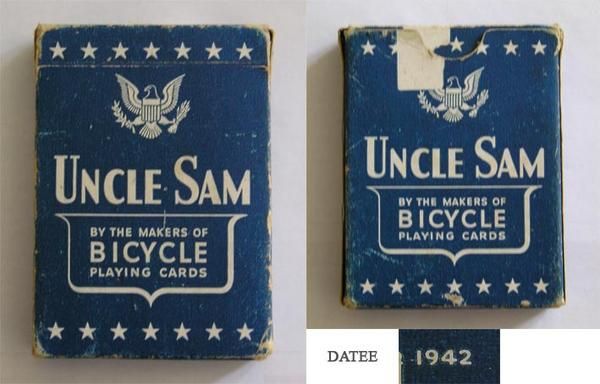 UNCLE SAM
BY THE MAKERS OF
BICYCLE
PLAYING CARDS
UNCLE SAM
BY THE MAKERS OF
BICYCLE
PLAYING CARDS
DATEE
1942